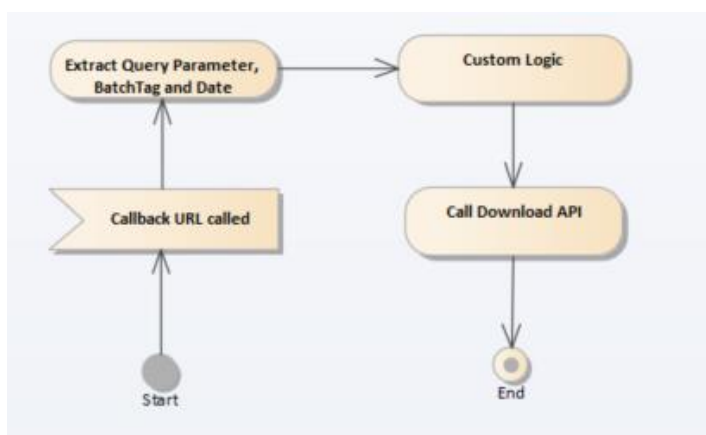 Extract Query Parameter,
BatchTag and Date
Custom Logic
Callback URL called
Call Download API
Start
End